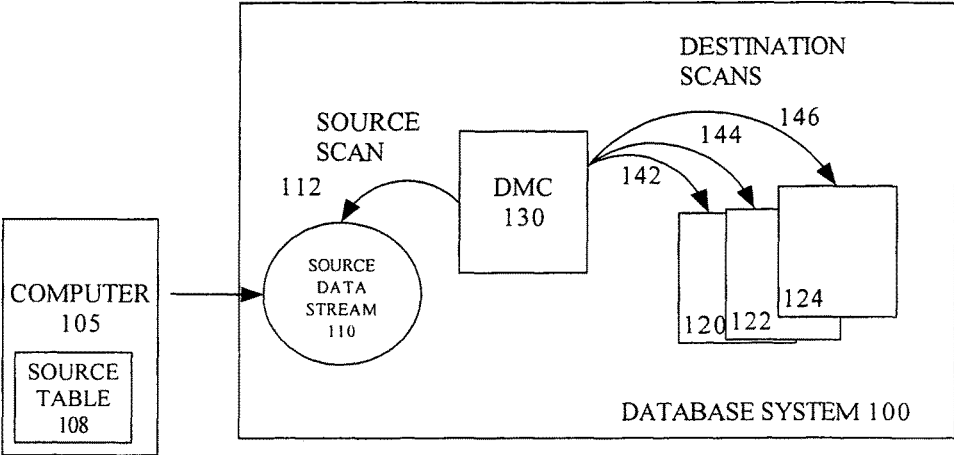 DESTINATION
SCANS
SOURCE
SCAN
112
DMC
130
142
144
146
120
122
124
SOURCE
DATA
STREAM
110
COMPUTER
105
SOURCE
TABLE
108
DATABASE SYSTEM 100